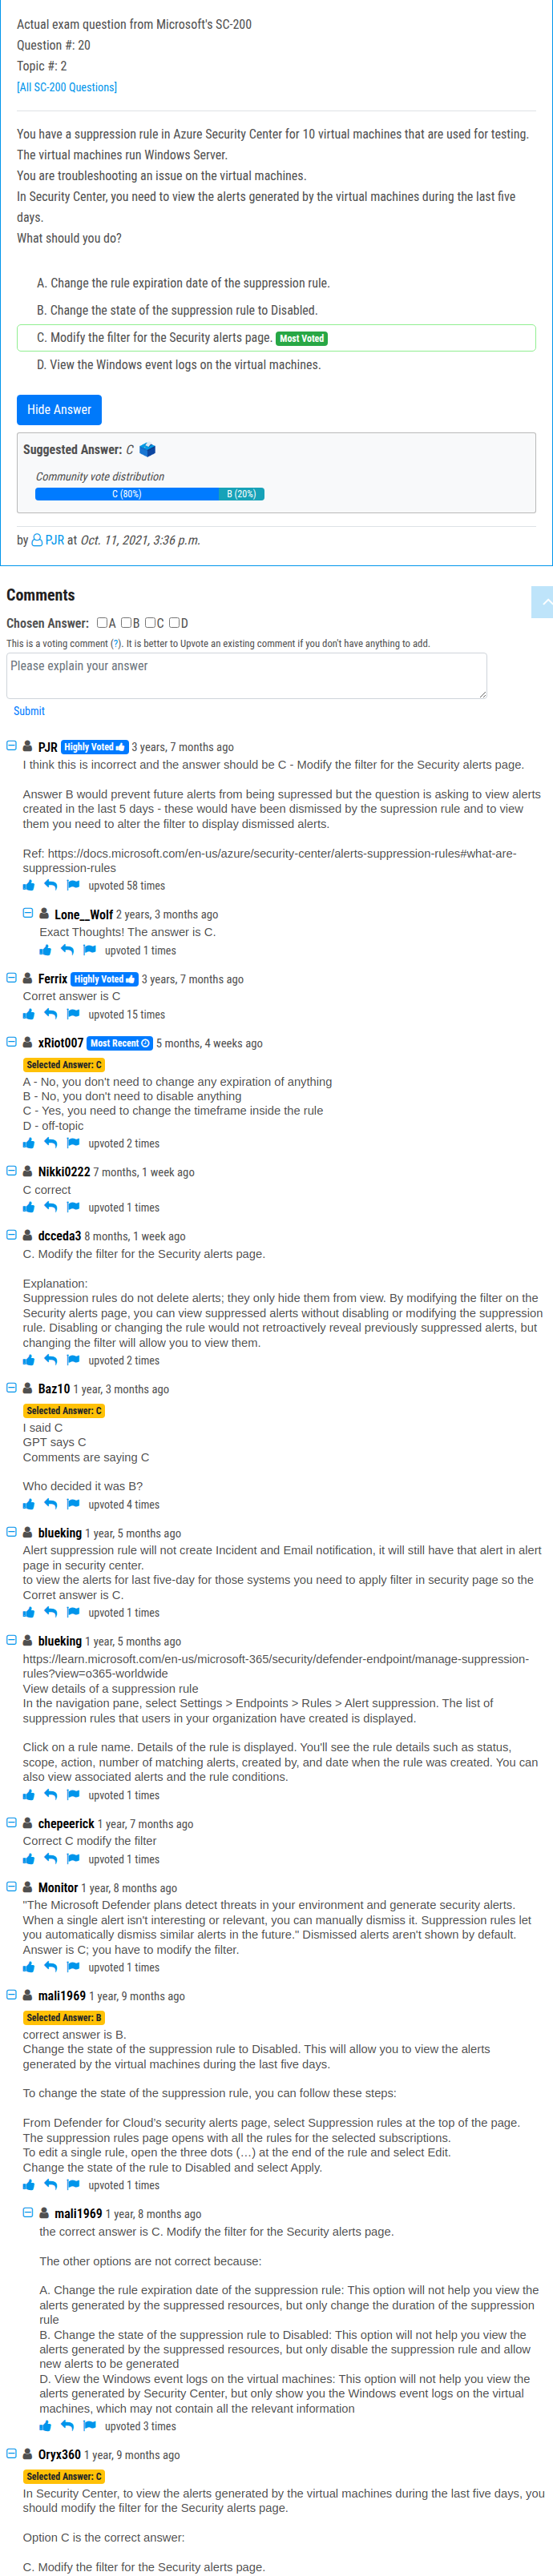 Actual exam question from Microsoft's SC-200
Question #: 20
Topic #: 2
[All SC-200 Questions]
You have a suppression rule in Azure Security Center for 10 virtual machines that are used for testing.
The virtual machines run Windows Server.
You are troubleshooting an issue on the virtual machines.
In Security Center, you need to view the alerts generated by the virtual machines during the last five
days.
What should you do?
A. Change the rule expiration date of the suppression rule.
B. Change the state of the suppression rule to Disabled.
C. Modify the filter for the Security alerts page. Most Voted
D. View the Windows event logs on the virtual machines.
Hide Answer
Suggested Answer: C
Community vote distribution
C (80%) B (20%)
by PJR at Oct. 11, 2021, 3:36 p.m.
Comments
Chosen Answer: A B C D
This is a voting comment (?). It is better to Upvote an existing comment if you don't have anything to add.
Please explain your answer
Submit
PJR Highly Voted 3 years, 7 months ago
I think this is incorrect and the answer should be C - Modify the filter for the Security alerts page.
Answer B would prevent future alerts from being supressed but the question is asking to view alerts
created in the last 5 days - these would have been dismissed by the supression rule and to view
them you need to alter the filter to display dismissed alerts.
Ref: https://docs.microsoft.com/en-us/azure/security-center/alerts-suppression-rules#what-are-
suppression-rules
upvoted 58 times
Lone__Wolf 2 years, 3 months ago
Exact Thoughts! The answer is C.
upvoted 1 times
Ferrix Highly Voted 3 years, 7 months ago
Corret answer is C
upvoted 15 times
xRiot007 Most Recent 5 months, 4 weeks ago
Selected Answer: C
A - No, you don't need to change any expiration of anything
B - No, you don't need to disable anything
C - Yes, you need to change the timeframe inside the rule
D - off-topic
upvoted 2 times
Nikki0222 7 months, 1 week ago
C correct
upvoted 1 times
dcceda3 8 months, 1 week ago
C. Modify the filter for the Security alerts page.
Explanation:
Suppression rules do not delete alerts; they only hide them from view. By modifying the filter on the
Security alerts page, you can view suppressed alerts without disabling or modifying the suppression
rule. Disabling or changing the rule would not retroactively reveal previously suppressed alerts, but
changing the filter will allow you to view them.
upvoted 2 times
Baz10 1 year, 3 months ago
Selected Answer: C
I said C
GPT says C
Comments are saying C
Who decided it was B?
upvoted 4 times
blueking 1 year, 5 months ago
Alert suppression rule will not create Incident and Email notification, it will still have that alert in alert
page in security center.
to view the alerts for last five-day for those systems you need to apply filter in security page so the
Corret answer is C.
upvoted 1 times
blueking 1 year, 5 months ago
https://learn.microsoft.com/en-us/microsoft-365/security/defender-endpoint/manage-suppression-
rules?view=o365-worldwide
View details of a suppression rule
In the navigation pane, select Settings > Endpoints > Rules > Alert suppression. The list of
suppression rules that users in your organization have created is displayed.
Click on a rule name. Details of the rule is displayed. You'll see the rule details such as status,
scope, action, number of matching alerts, created by, and date when the rule was created. You can
also view associated alerts and the rule conditions.
upvoted 1 times
chepeerick 1 year, 7 months ago
Correct C modify the filter
upvoted 1 times
Monitor 1 year, 8 months ago
"The Microsoft Defender plans detect threats in your environment and generate security alerts.
When a single alert isn't interesting or relevant, you can manually dismiss it. Suppression rules let
you automatically dismiss similar alerts in the future." Dismissed alerts aren't shown by default.
Answer is C; you have to modify the filter.
upvoted 1 times
mali1969 1 year, 9 months ago
Selected Answer: B
correct answer is B.
Change the state of the suppression rule to Disabled. This will allow you to view the alerts
generated by the virtual machines during the last five days.
To change the state of the suppression rule, you can follow these steps:
From Defender for Cloud's security alerts page, select Suppression rules at the top of the page.
The suppression rules page opens with all the rules for the selected subscriptions.
To edit a single rule, open the three dots (...) at the end of the rule and select Edit.
Change the state of the rule to Disabled and select Apply.
upvoted 1 times
mali1969 1 year, 8 months ago
the correct answer is C. Modify the filter for the Security alerts page.
The other options are not correct because:
A. Change the rule expiration date of the suppression rule: This option will not help you view the
alerts generated by the suppressed resources, but only change the duration of the suppression
rule
B. Change the state of the suppression rule to Disabled: This option will not help you view the
alerts generated by the suppressed resources, but only disable the suppression rule and allow
new alerts to be generated
D. View the Windows event logs on the virtual machines: This option will not help you view the
alerts generated by Security Center, but only show you the Windows event logs on the virtual
machines, which may not contain all the relevant information
upvoted 3 times
Oryx360 1 year, 9 months ago
Selected Answer: C
In Security Center, to view the alerts generated by the virtual machines during the last five days, you
should modify the filter for the Security alerts page.
Option C is the correct answer:
C. Modify the filter for the Security alerts page.